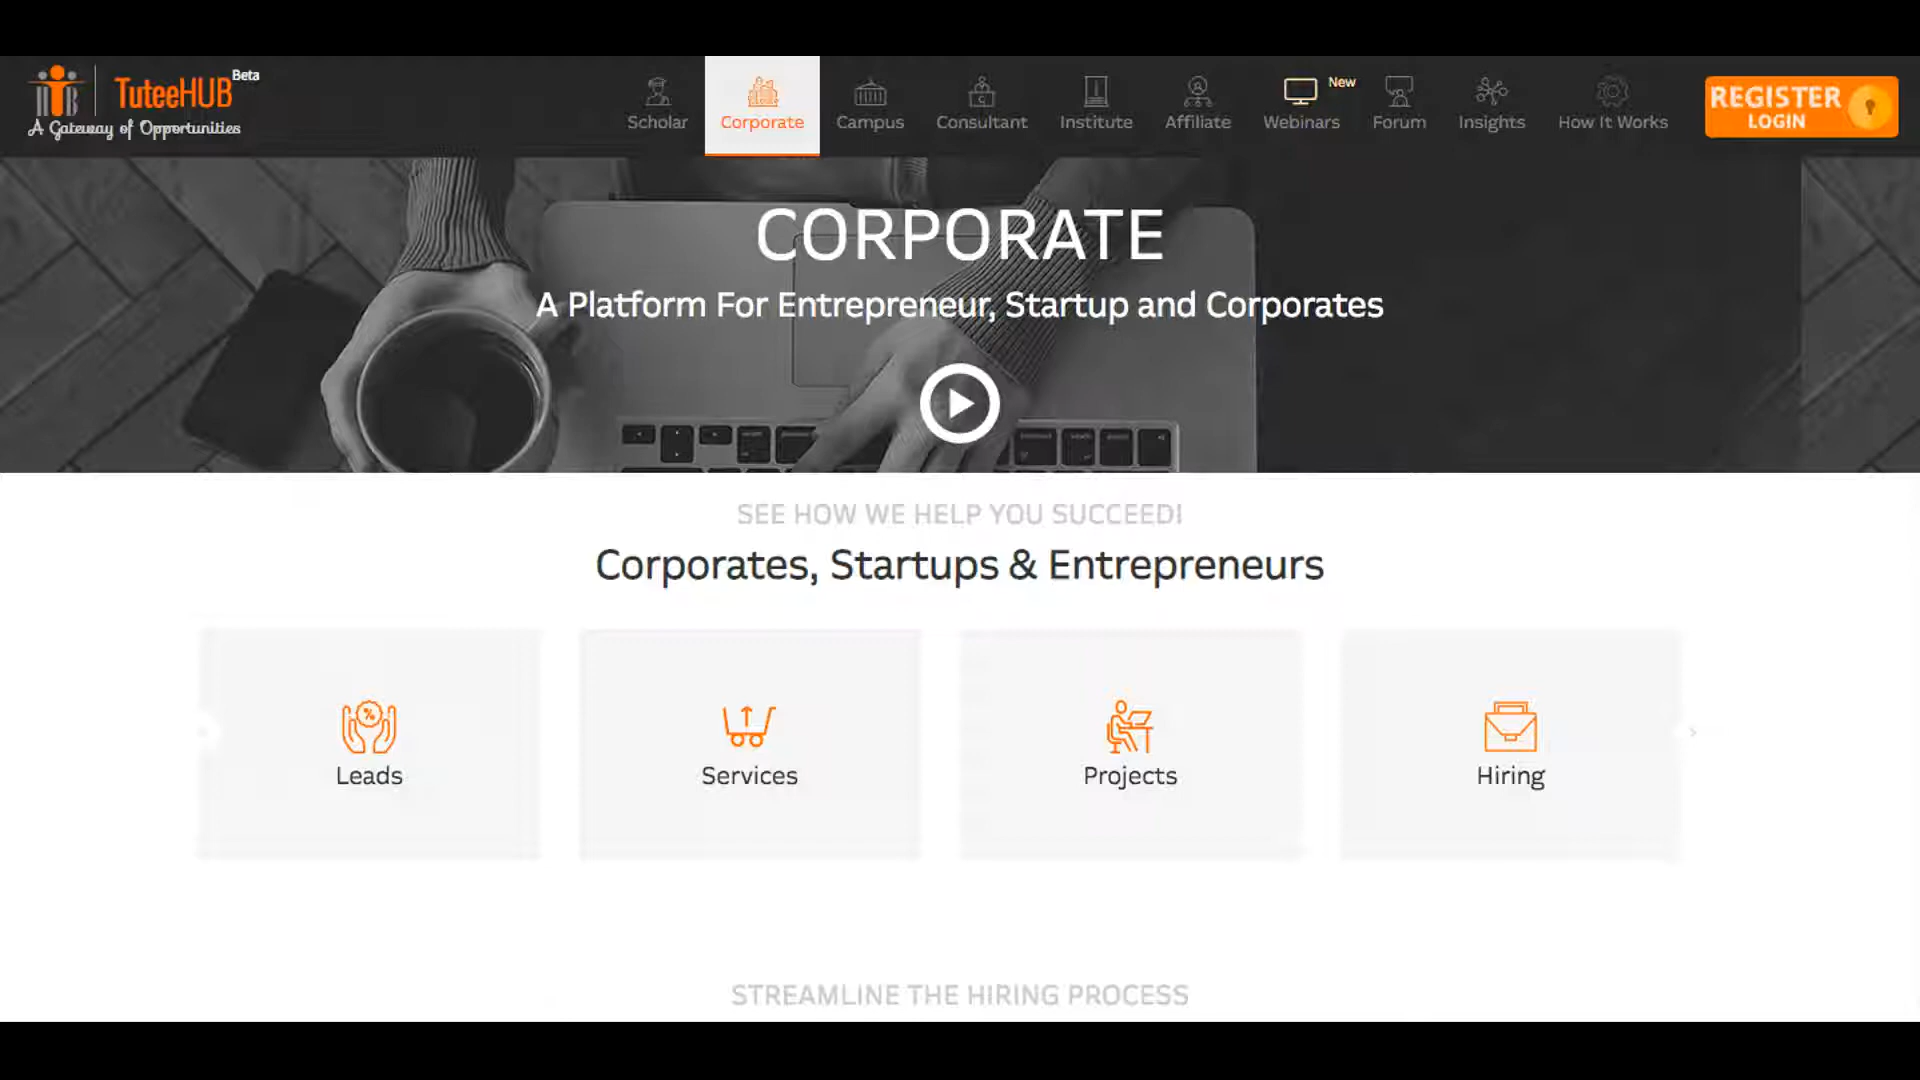 TuteeHUB Beta
A Gateway of Opportunities
Scholar
Corporate
Campus
Consultant
Institute
Affiliate
Webinars
New
Forum
Insights
How It Works
REGISTER
LOGIN
CORPORATE
A Platform For Entrepreneur, Startup and Corporates
SEE HOW WE HELP YOU SUCCEED!
Corporates, Startups & Entrepreneurs
Leads
Services
Projects
Hiring
STREAMLINE THE HIRING PROCESS